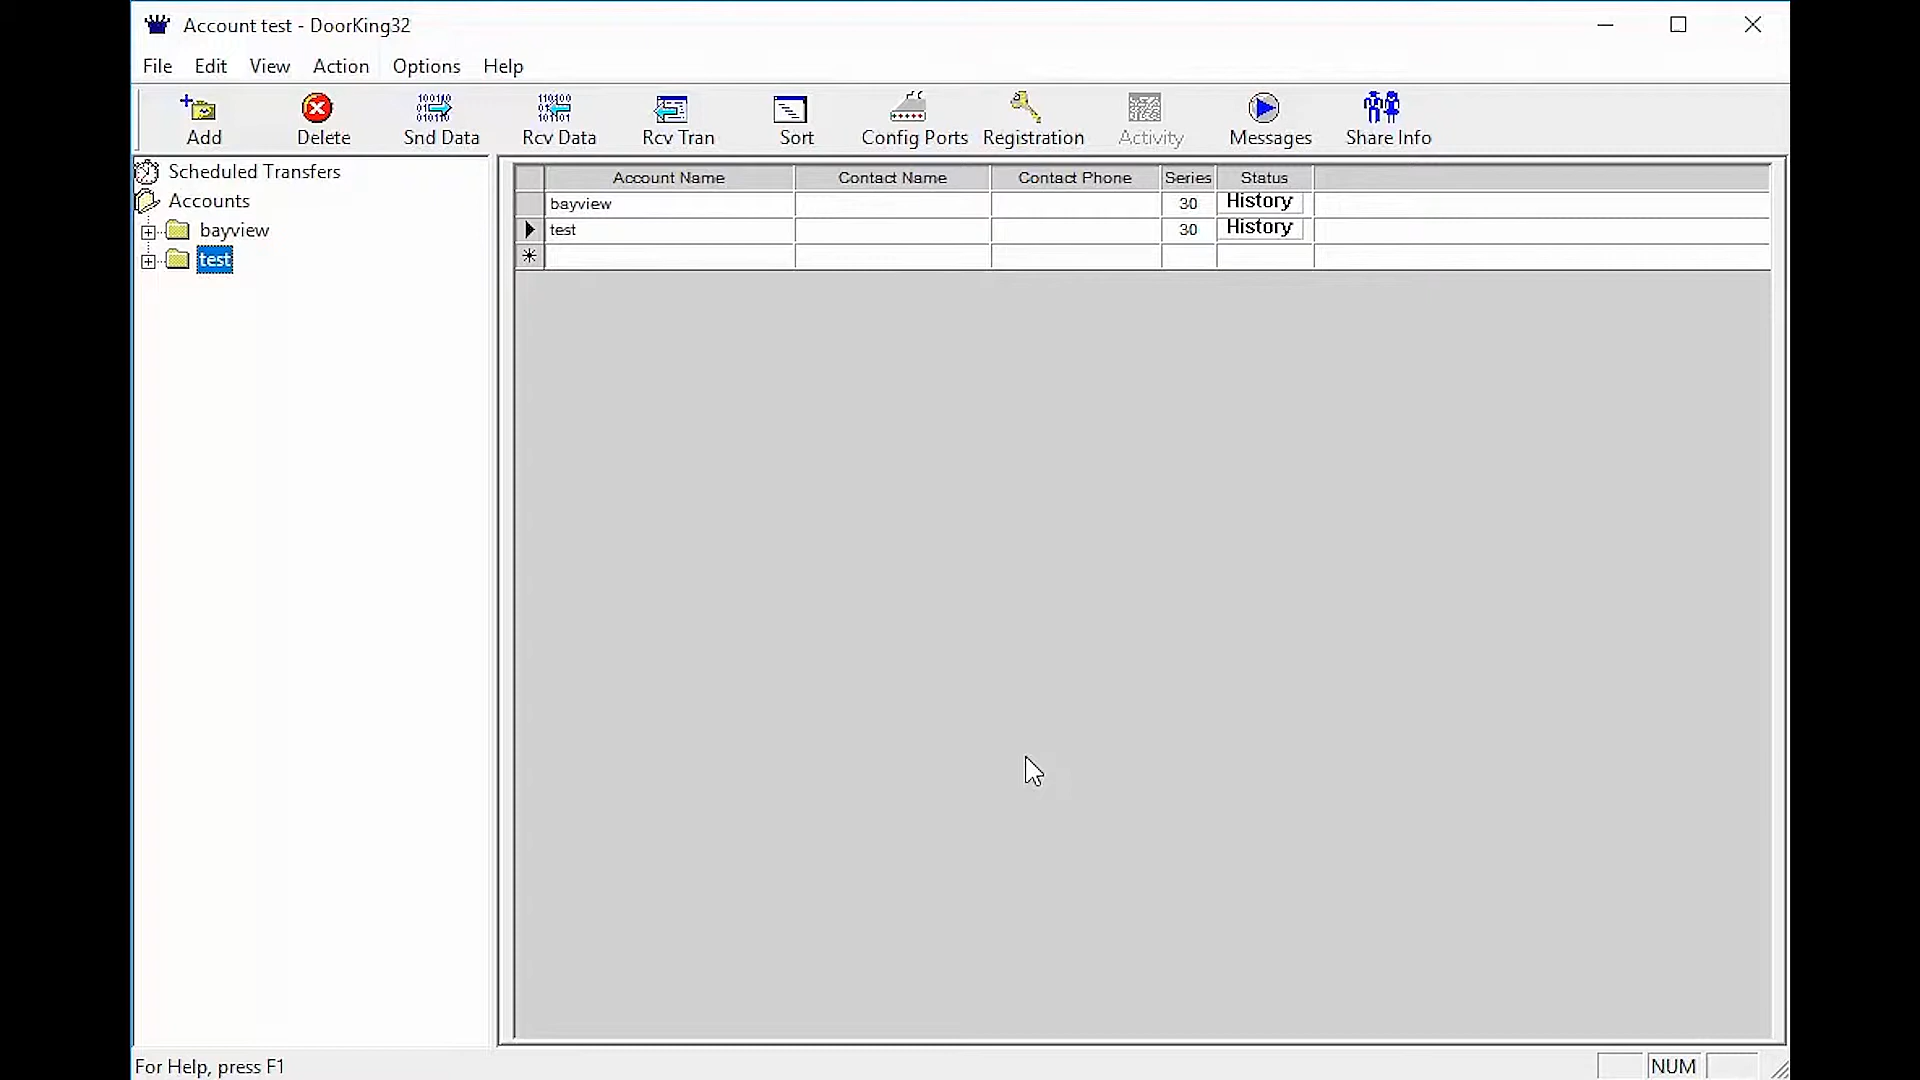 Account test - DoorKing32
File Edit View Action Options Help
Add Delete Snd Data Rcv Data Rcv Tran Sort Config Ports Registration Activity Messages Share Info
Scheduled Transfers
Accounts
bayview
test
Account Name Contact Name Contact Phone Series Status
bayview 30 History
test 30 History
For Help, press F1
NUM